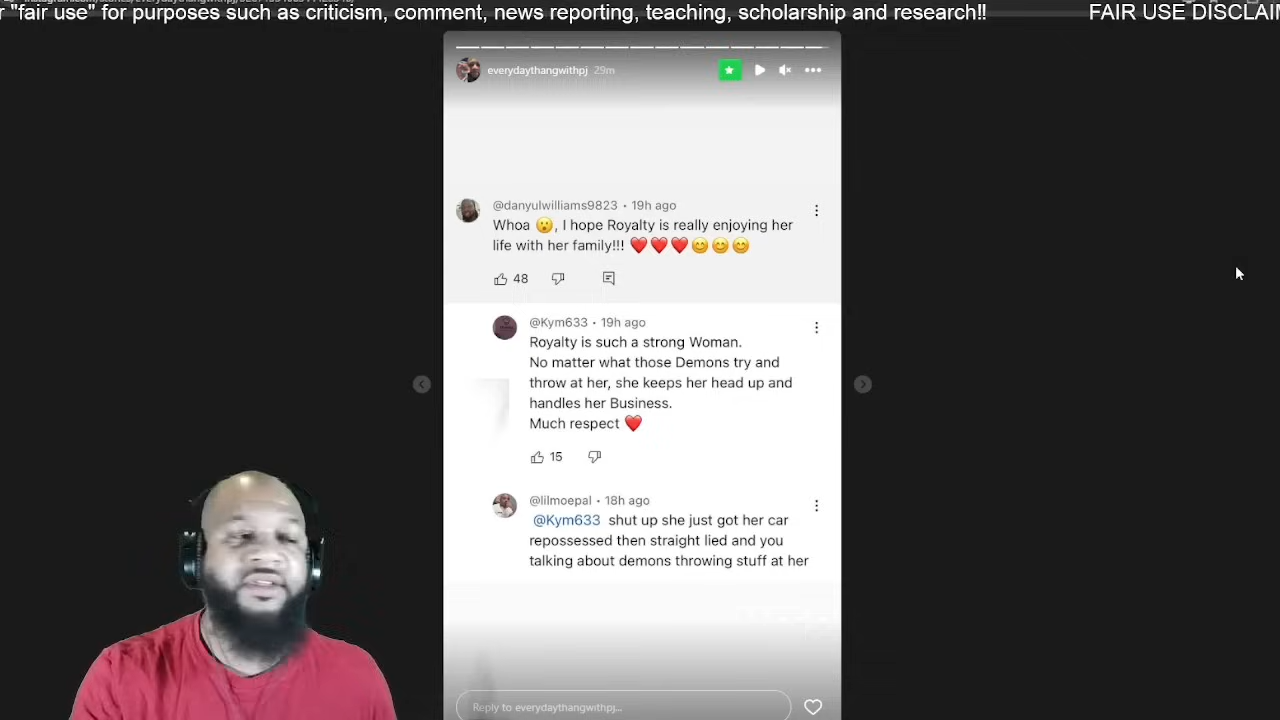 "fair use" for purposes such as criticism, comment, news reporting, teaching, scholarship and research!! FAIR USE DISCLAI
everydaythangwithpj 29m
@danyulwilliams9823 • 19h ago
Whoa 😮, I hope Royalty is really enjoying her
life with her family!!! ❤️❤️❤️😊😊😊
48
@Kym633 • 19h ago
Royalty is such a strong Woman.
No matter what those Demons try and
throw at her, she keeps her head up and
handles her Business.
Much respect ❤️
15
@lilmoepal • 18h ago
@Kym633 shut up she just got her car
repossessed then straight lied and you
talking about demons throwing stuff at her
Reply to everydaythangwithpj...